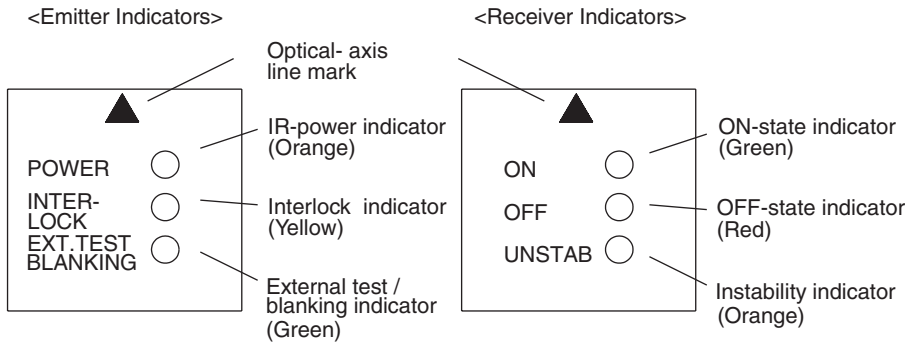 <Emitter Indicators>
<Receiver Indicators>
Optical- axis
line mark
IR-power indicator
(Orange)
POWER
INTER-
LOCK
EXT.TEST
BLANKING
Interlock indicator
(Yellow)
External test /
blanking indicator
(Green)
ON
OFF
UNSTAB
ON-state indicator
(Green)
OFF-state indicator
(Red)
Instability indicator
(Orange)